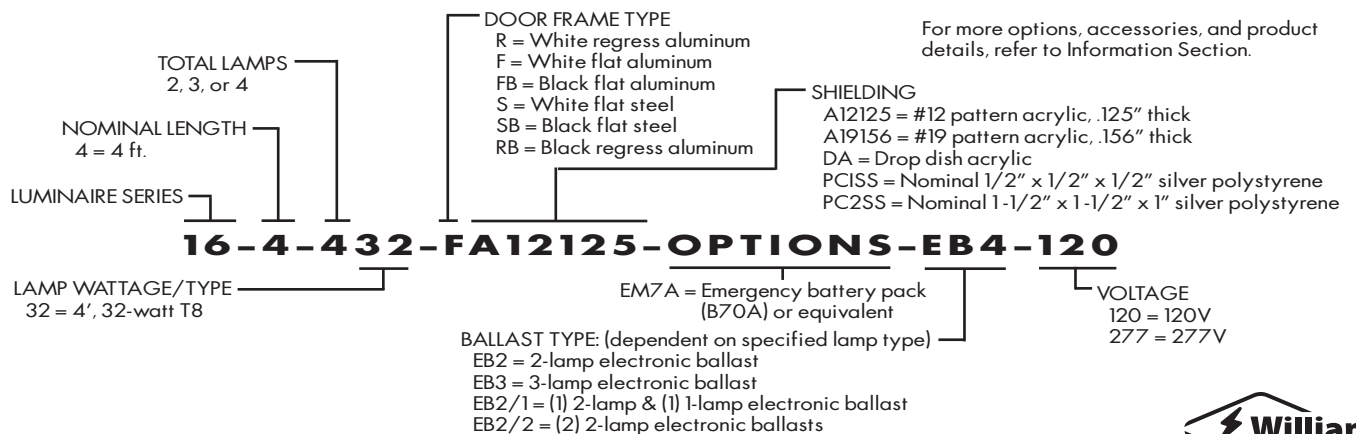 DOOR FRAME TYPE
R = White regress aluminum
F = White flat aluminum
FB = Black flat aluminum
S = White flat steel
SB = Black flat steel
RB = Black regress aluminum
For more options, accessories, and product
details, refer to Information Section.
TOTAL LAMPS
2, 3, or 4
SHIELDING
A12125 = #12 pattern acrylic, .125" thick
A19156 = #19 pattern acrylic, .156" thick
DA = Drop dish acrylic
PCISS = Nominal 1/2" x 1/2" x 1/2" silver polystyrene
PC2SS = Nominal 1-1/2" x 1-1/2" x 1" silver polystyrene
NOMINAL LENGTH
4 = 4 ft.
LUMINAIRE SERIES
16-4-432-FA12125-OPTIONS-EB4-120
LAMP WATTAGE/TYPE
32 = 4', 32-watt T8
EM7A = Emergency battery pack
(B70A) or equivalent
VOLTAGE
120 = 120V
277 = 277V
BALLAST TYPE: (dependent on specified lamp type)
EB2 = 2-lamp electronic ballast
EB3 = 3-lamp electronic ballast
EB2/1 = (1) 2-lamp & (1) 1-lamp electronic ballast
EB2/2 = (2) 2-lamp electronic ballasts